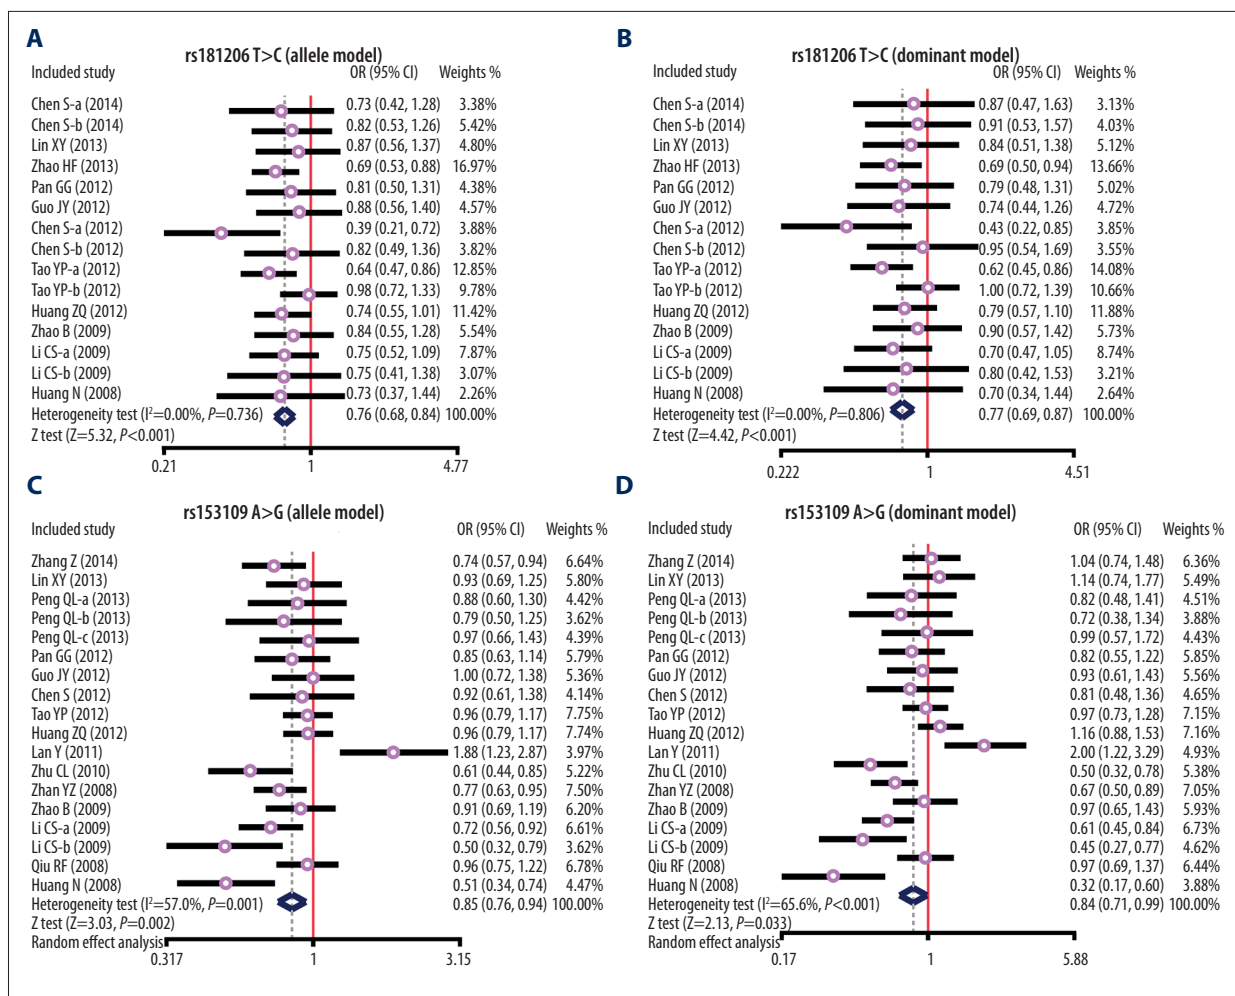 A
rs181206 T>C (allele model)
Included study OR (95% CI) Weights %
Chen S-a (2014) 0.73 (0.42, 1.28) 3.38%
Chen S-b (2014) 0.82 (0.53, 1.26) 5.42%
Lin XY (2013) 0.87 (0.56, 1.37) 4.80%
Zhao HF (2013) 0.69 (0.53, 0.88) 16.97%
Pan GG (2012) 0.81 (0.50, 1.31) 4.38%
Guo JY (2012) 0.88 (0.56, 1.40) 4.57%
Chen S-a (2012) 0.39 (0.21, 0.72) 3.88%
Chen S-b (2012) 0.82 (0.49, 1.36) 3.82%
Tao YP-a (2012) 0.64 (0.47, 0.86) 12.85%
Tao YP-b (2012) 0.98 (0.72, 1.33) 9.78%
Huang ZQ (2012) 0.74 (0.55, 1.01) 11.42%
Zhao B (2009) 0.84 (0.55, 1.28) 5.54%
Li CS-a (2009) 0.75 (0.52, 1.09) 7.87%
Li CS-b (2009) 0.75 (0.41, 1.38) 3.07%
Huang N (2008) 0.73 (0.37, 1.44) 2.26%
Heterogeneity test (I²=0.00%, P=0.736) 0.76 (0.68, 0.84) 100.00%
Z test (Z=5.32, P<0.001)
0.21 1 4.77
B
rs181206 T>C (dominant model)
Included study OR (95% CI) Weights %
Chen S-a (2014) 0.87 (0.47, 1.63) 3.13%
Chen S-b (2014) 0.91 (0.53, 1.57) 4.03%
Lin XY (2013) 0.84 (0.51, 1.38) 5.12%
Zhao HF (2013) 0.69 (0.50, 0.94) 13.66%
Pan GG (2012) 0.79 (0.48, 1.31) 5.02%
Guo JY (2012) 0.74 (0.44, 1.26) 4.72%
Chen S-a (2012) 0.43 (0.22, 0.85) 3.85%
Chen S-b (2012) 0.95 (0.54, 1.69) 3.55%
Tao YP-a (2012) 0.62 (0.45, 0.86) 14.08%
Tao YP-b (2012) 1.00 (0.72, 1.39) 10.66%
Huang ZQ (2012) 0.79 (0.57, 1.10) 11.88%
Zhao B (2009) 0.90 (0.57, 1.42) 5.73%
Li CS-a (2009) 0.70 (0.47, 1.05) 8.74%
Li CS-b (2009) 0.80 (0.42, 1.53) 3.21%
Huang N (2008) 0.70 (0.34, 1.44) 2.64%
Heterogeneity test (I²=0.00%, P=0.806) 0.77 (0.69, 0.87) 100.00%
Z test (Z=4.42, P<0.001)
0.222 1 4.51
C
rs153109 A>G (allele model)
Included study OR (95% CI) Weights %
Zhang Z (2014) 0.74 (0.57, 0.94) 6.64%
Lin XY (2013) 0.93 (0.69, 1.25) 5.80%
Peng QL-a (2013) 0.88 (0.60, 1.30) 4.42%
Peng QL-b (2013) 0.79 (0.50, 1.25) 3.62%
Peng QL-c (2013) 0.97 (0.66, 1.43) 4.39%
Pan GG (2012) 0.85 (0.63, 1.14) 5.79%
Guo JY (2012) 1.00 (0.72, 1.38) 5.36%
Chen S (2012) 0.92 (0.61, 1.38) 4.14%
Tao YP (2012) 0.96 (0.79, 1.17) 7.75%
Huang ZQ (2012) 0.96 (0.79, 1.17) 7.74%
Lan Y (2011) 1.88 (1.23, 2.87) 3.97%
Zhu CL (2010) 0.61 (0.44, 0.85) 5.22%
Zhan YZ (2008) 0.77 (0.63, 0.95) 7.50%
Zhao B (2009) 0.91 (0.69, 1.19) 6.20%
Li CS-a (2009) 0.72 (0.56, 0.92) 6.61%
Li CS-b (2009) 0.50 (0.32, 0.79) 3.62%
Qiu RF (2008) 0.96 (0.75, 1.22) 6.78%
Huang N (2008) 0.51 (0.34, 0.74) 4.47%
Heterogeneity test (I²=57.0%, P=0.001) 0.85 (0.76, 0.94) 100.00%
Z test (Z=3.03, P=0.002)
Random effect analysis
0.317 1 3.15
D
rs153109 A>G (dominant model)
Included study OR (95% CI) Weights %
Zhang Z (2014) 1.04 (0.74, 1.48) 6.36%
Lin XY (2013) 1.14 (0.74, 1.77) 5.49%
Peng QL-a (2013) 0.82 (0.48, 1.41) 4.51%
Peng QL-b (2013) 0.72 (0.38, 1.34) 3.88%
Peng QL-c (2013) 0.99 (0.57, 1.72) 4.43%
Pan GG (2012) 0.82 (0.55, 1.22) 5.85%
Guo JY (2012) 0.93 (0.61, 1.43) 5.56%
Chen S (2012) 0.81 (0.48, 1.36) 4.65%
Tao YP (2012) 0.97 (0.73, 1.28) 7.15%
Huang ZQ (2012) 1.16 (0.88, 1.53) 7.16%
Lan Y (2011) 2.00 (1.22, 3.29) 4.93%
Zhu CL (2010) 0.50 (0.32, 0.78) 5.38%
Zhan YZ (2008) 0.67 (0.50, 0.89) 7.05%
Zhao B (2009) 0.97 (0.65, 1.43) 5.93%
Li CS-a (2009) 0.61 (0.45, 0.84) 6.73%
Li CS-b (2009) 0.45 (0.27, 0.77) 4.62%
Qiu RF (2008) 0.97 (0.69, 1.37) 6.44%
Huang N (2008) 0.32 (0.17, 0.60) 3.88%
Heterogeneity test (I²=65.6%, P<0.001) 0.84 (0.71, 0.99) 100.00%
Z test (Z=2.13, P=0.033)
Random effect analysis
0.17 1 5.88